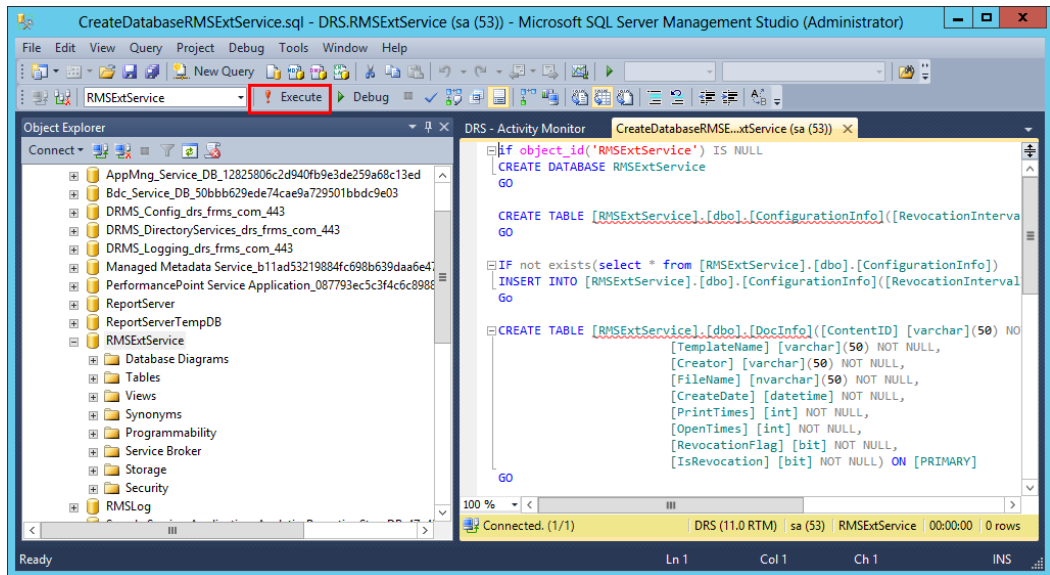 CreateDatabaseRMSExtService.sql - DRS.RMSExtService (sa (53)) - Microsoft SQL Server Management Studio (Administrator)
File Edit View Query Project Debug Tools Window Help
New Query
RMSExtService Execute Debug
Object Explorer
Connect
AppMng_Service_DB_12825806c2d940fb9e3de259a68c13ed
Bdc_Service_DB_50bbb629ede74cae9a729501bbdc9e03
DRMS_Config_drs_frms_com_443
DRMS_DirectoryServices_drs_frms_com_443
DRMS_Logging_drs_frms_com_443
Managed Metadata Service_b11ad53219884fc698b639daa6e47
PerformancePoint Service Application_087793ec5c3f4c6c8988
ReportServer
ReportServerTempDB
RMSExtService
Database Diagrams
Tables
Views
Synonyms
Programmability
Service Broker
Storage
Security
RMSLog
DRS - Activity Monitor CreateDatabaseRMSE...xtService (sa (53))
if object_id('RMSExtService') IS NULL
CREATE DATABASE RMSExtService
GO
CREATE TABLE [RMSExtService].[dbo].[ConfigurationInfo]([RevocationInterva
GO
IF not exists(select * from [RMSExtService].[dbo].[ConfigurationInfo])
INSERT INTO [RMSExtService].[dbo].[ConfigurationInfo]([RevocationInterval
Go
CREATE TABLE [RMSExtService].[dbo].[DocInfo]([ContentID] [varchar](50) NO
[TemplateName] [varchar](50) NOT NULL,
[Creator] [varchar](50) NOT NULL,
[FileName] [nvarchar](50) NOT NULL,
[CreateDate] [datetime] NOT NULL,
[PrintTimes] [int] NOT NULL,
[OpenTimes] [int] NOT NULL,
[RevocationFlag] [bit] NOT NULL,
[IsRevocation] [bit] NOT NULL) ON [PRIMARY]
GO
100 %
Connected. (1/1) DRS (11.0 RTM) sa (53) RMSExtService 00:00:00 0 rows
Ready Ln 1 Col 1 Ch 1 INS